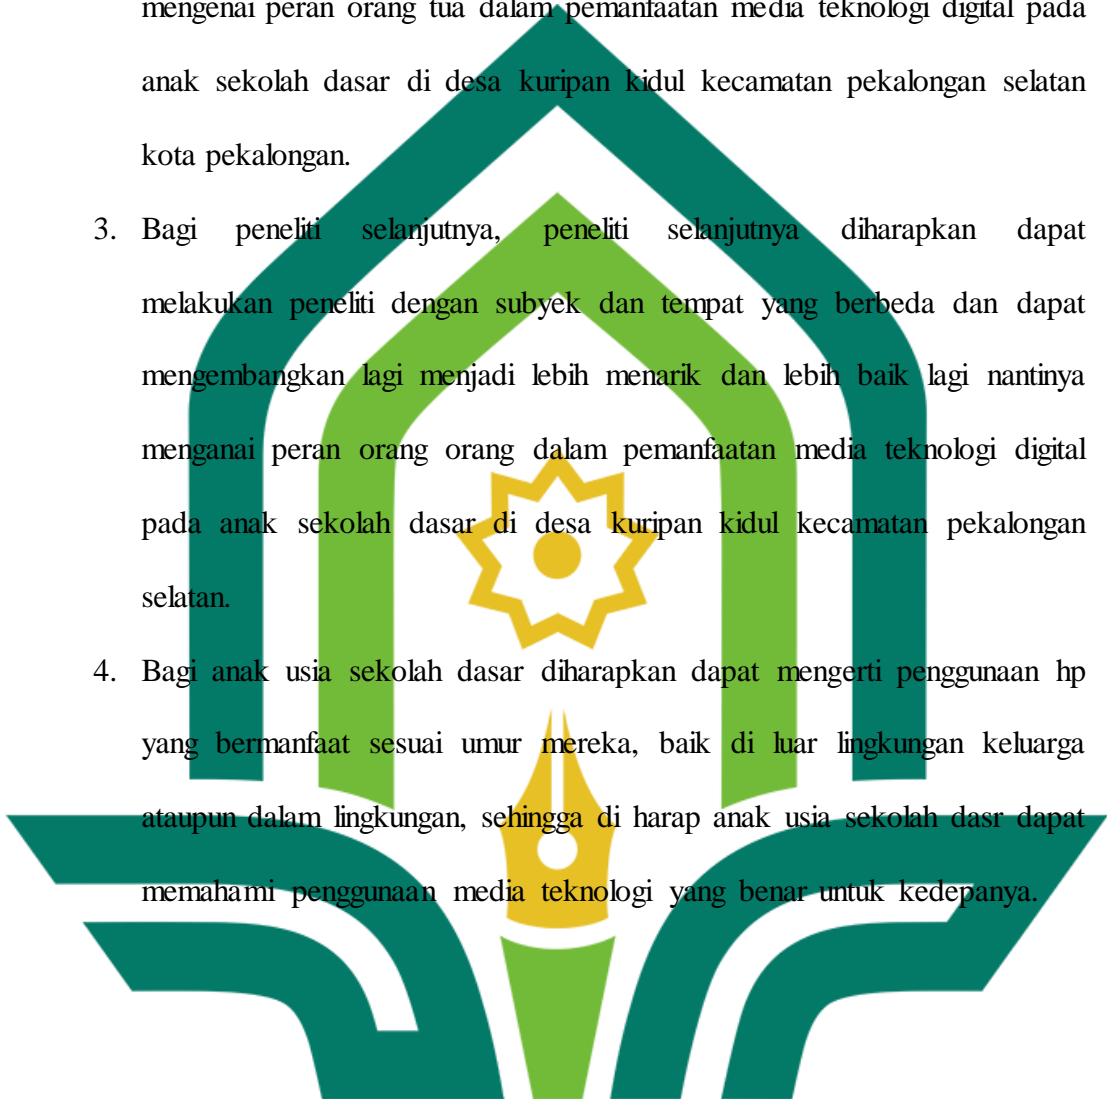 mengenai peran orang tua dalam pemanfaatan media teknologi digital pada
anak sekolah dasar di desa kuripan kidul kecamatan pekalongan selatan
kota pekalongan.
3. Bagi peneliti selanjutnya, peneliti selanjutnya diharapkan dapat
melakukan peneliti dengan subyek dan tempat yang berbeda dan dapat
mengembangkan lagi menjadi lebih menarik dan lebih baik lagi nantinya
menganai peran orang orang dalam pemanfaatan media teknologi digital
pada anak sekolah dasar di desa kuripan kidul kecamatan pekalongan
selatan.
4. Bagi anak usia sekolah dasar diharapkan dapat mengerti penggunaan hp
yang bermanfaat sesuai umur mereka, baik di luar lingkungan keluarga
ataupun dalam lingkungan, sehingga di harap anak usia sekolah dasr dapat
memahami penggunaan media teknologi yang benar untuk kedepanya.